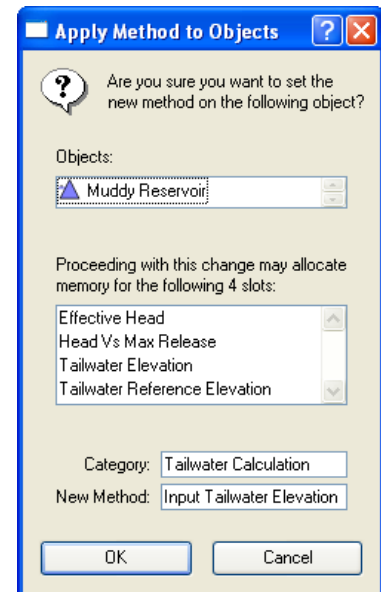 Apply Method to Objects
Are you sure you want to set the
new method on the following object?
Objects:
Muddy Reservoir
Proceeding with this change may allocate
memory for the following 4 slots:
Effective Head
Head Vs Max Release
Tailwater Elevation
Tailwater Reference Elevation
Category: Tailwater Calculation
New Method: Input Tailwater Elevation
OK Cancel